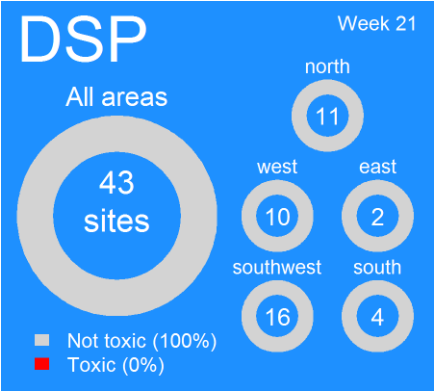 DSP
Week 21
All areas
43
sites
north
11
west
10
east
2
southwest
16
south
4
Not toxic (100%)
Toxic (0%)